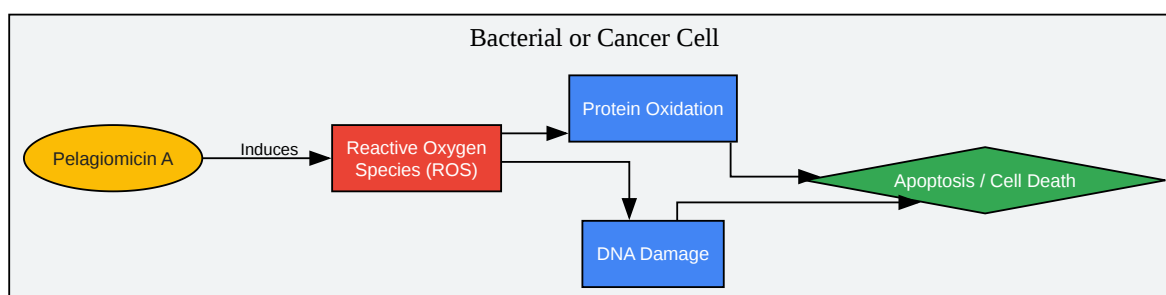 Bacterial or Cancer Cell
Pelagiomicin A
Induces
Reactive Oxygen
Species (ROS)
Protein Oxidation
DNA Damage
Apoptosis / Cell Death